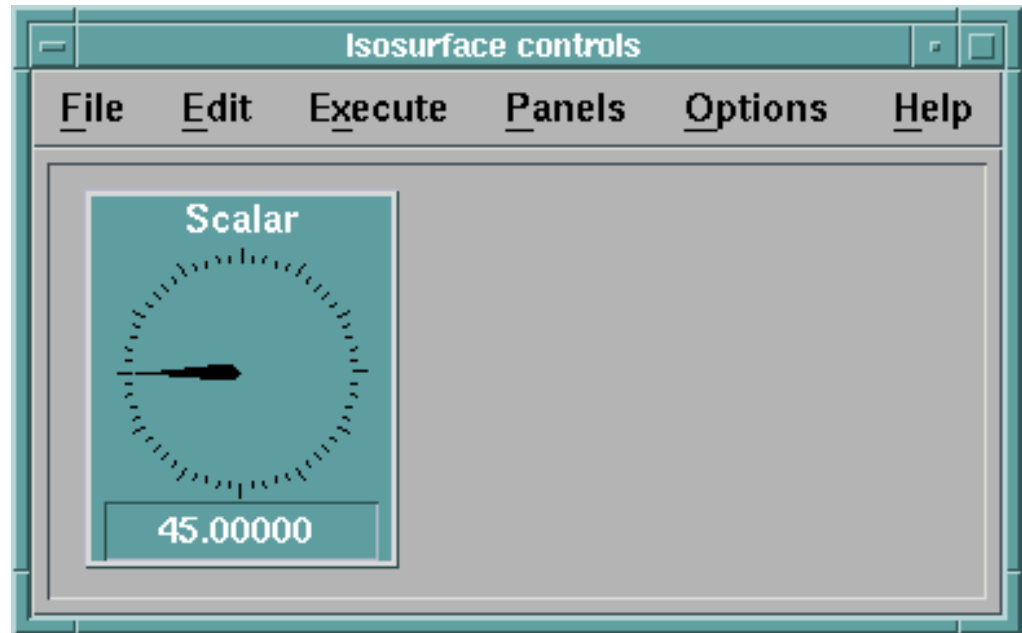 Isosurface controls
File Edit Execute Panels Options Help
Scalar
45.00000